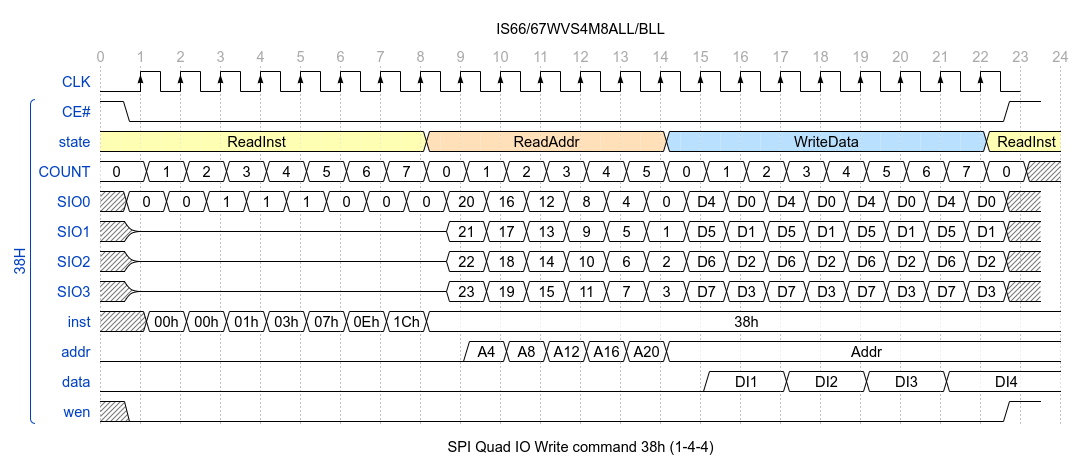 IS66/67WVS4M8ALL/BLL
0 1 2 3 4 5 6 7 8 9 10 11 12 13 14 15 16 17 18 19 20 21 22 23 24
CLK
CE#
state ReadInst ReadAddr WriteData ReadInst
COUNT 0 1 2 3 4 5 6 7 0 1 2 3 4 5 0 1 2 3 4 5 6 7 0
SIO0 0 0 1 1 1 0 0 0 20 16 12 8 4 0 D4 D0 D4 D0 D4 D0 D4 D0
SIO1 21 17 13 9 5 1 D5 D1 D5 D1 D5 D1 D5 D1
SIO2 22 18 14 10 6 2 D6 D2 D6 D2 D6 D2 D6 D2
SIO3 23 19 15 11 7 3 D7 D3 D7 D3 D7 D3 D7 D3
inst 00h 00h 01h 03h 07h 0Eh 1Ch 38h
addr A4 A8 A12 A16 A20 Addr
data DI1 DI2 DI3 DI4
wen
38H
SPI Quad IO Write command 38h (1-4-4)